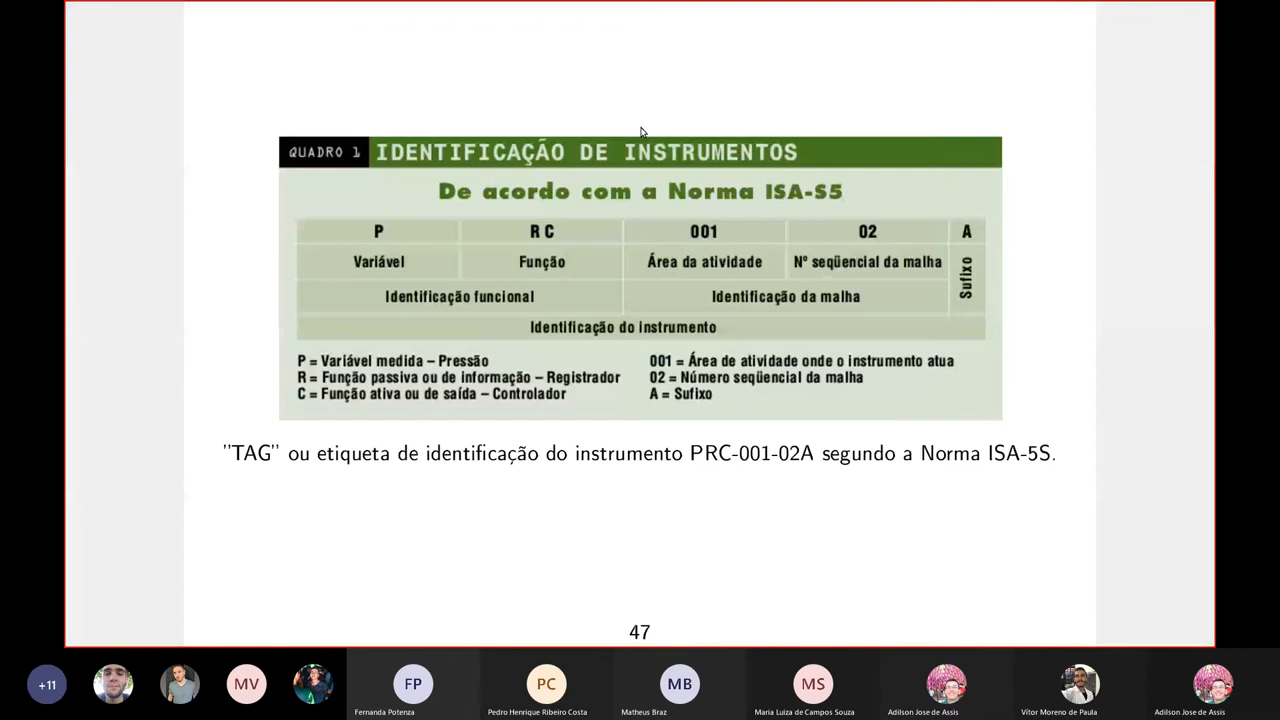 QUADRO 1 IDENTIFICAÇÃO DE INSTRUMENTOS
De acordo com a Norma ISA-S5
P R C 001 02 A
Variável Função Área da atividade Nº seqüencial da malha Sufixo
Identificação funcional Identificação da malha
Identificação do instrumento
P = Variável medida – Pressão
R = Função passiva ou de informação – Registrador
C = Função ativa ou de saída – Controlador
001 = Área de atividade onde o instrumento atua
02 = Número seqüencial da malha
A = Sufixo
"TAG" ou etiqueta de identificação do instrumento PRC-001-02A segundo a Norma ISA-5S.
47
+11 MV FP PC MB MS
Fernanda Potenza Pedro Henrique Ribeiro Costa Matheus Braz Maria Luiza de Campos Souza Adilson Jose de Assis Vítor Moreno de Paula Adilson Jose de Assis